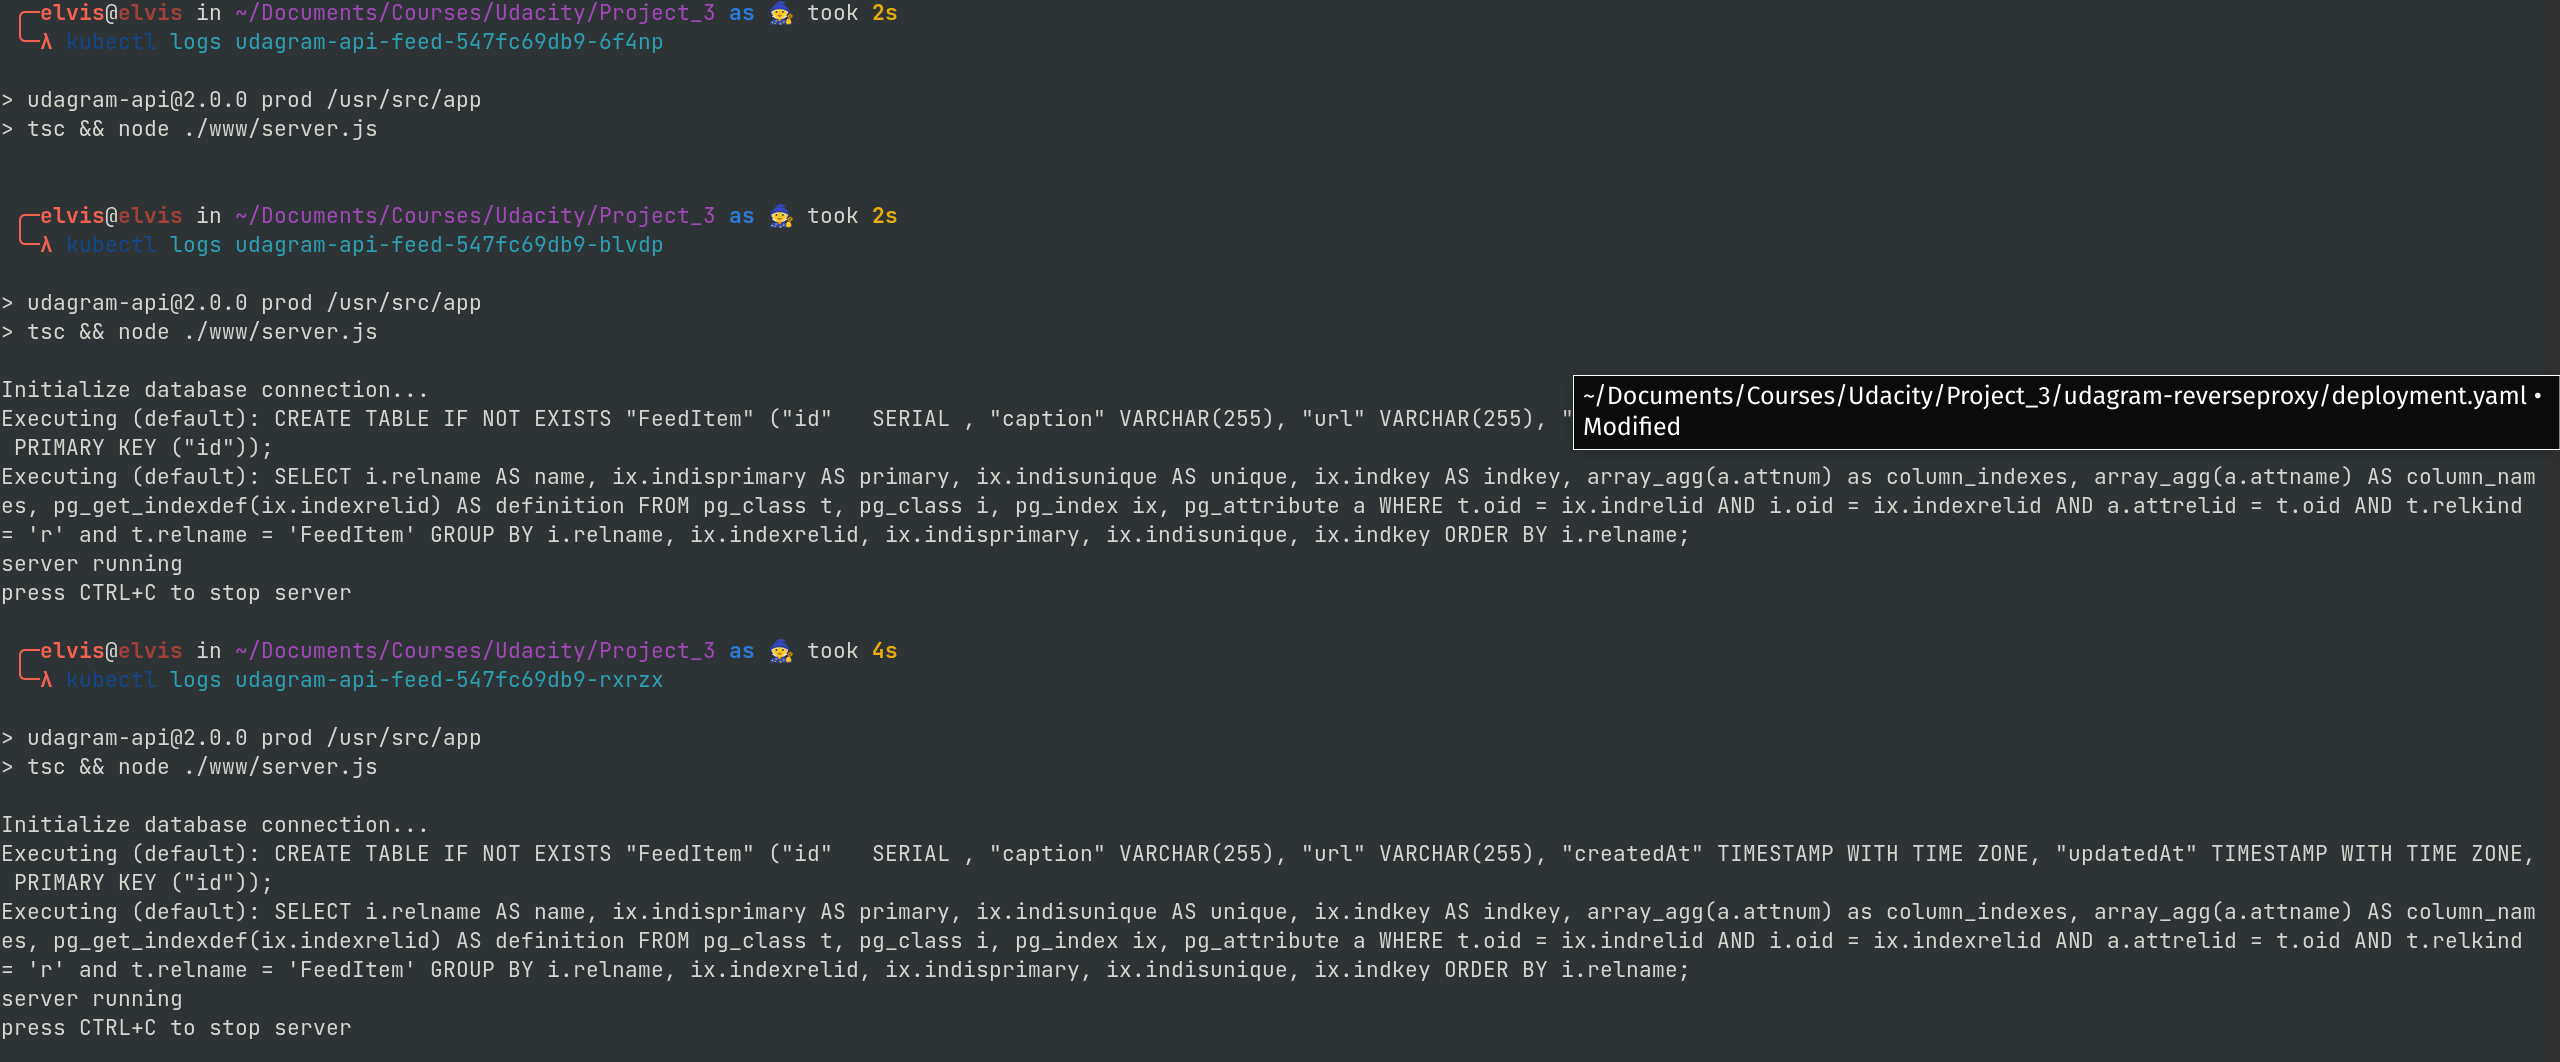 elvis@elvis in ~/Documents/Courses/Udacity/Project_3 as 🧙 took 2s
λ kubectl logs udagram-api-feed-547fc69db9-6f4np
> udagram-api@2.0.0 prod /usr/src/app
> tsc && node ./www/server.js
elvis@elvis in ~/Documents/Courses/Udacity/Project_3 as 🧙 took 2s
λ kubectl logs udagram-api-feed-547fc69db9-blvdp
> udagram-api@2.0.0 prod /usr/src/app
> tsc && node ./www/server.js
Initialize database connection...
Executing (default): CREATE TABLE IF NOT EXISTS "FeedItem" ("id"   SERIAL , "caption" VARCHAR(255), "url" VARCHAR(255), "
~/Documents/Courses/Udacity/Project_3/udagram-reverseproxy/deployment.yaml •
Modified
PRIMARY KEY ("id"));
Executing (default): SELECT i.relname AS name, ix.indisprimary AS primary, ix.indisunique AS unique, ix.indkey AS indkey, array_agg(a.attnum) as column_indexes, array_agg(a.attname) AS column_nam
es, pg_get_indexdef(ix.indexrelid) AS definition FROM pg_class t, pg_class i, pg_index ix, pg_attribute a WHERE t.oid = ix.indrelid AND i.oid = ix.indexrelid AND a.attrelid = t.oid AND t.relkind
= 'r' and t.relname = 'FeedItem' GROUP BY i.relname, ix.indexrelid, ix.indisprimary, ix.indisunique, ix.indkey ORDER BY i.relname;
server running
press CTRL+C to stop server
elvis@elvis in ~/Documents/Courses/Udacity/Project_3 as 🧙 took 4s
λ kubectl logs udagram-api-feed-547fc69db9-rxrzx
> udagram-api@2.0.0 prod /usr/src/app
> tsc && node ./www/server.js
Initialize database connection...
Executing (default): CREATE TABLE IF NOT EXISTS "FeedItem" ("id"   SERIAL , "caption" VARCHAR(255), "url" VARCHAR(255), "createdAt" TIMESTAMP WITH TIME ZONE, "updatedAt" TIMESTAMP WITH TIME ZONE,
PRIMARY KEY ("id"));
Executing (default): SELECT i.relname AS name, ix.indisprimary AS primary, ix.indisunique AS unique, ix.indkey AS indkey, array_agg(a.attnum) as column_indexes, array_agg(a.attname) AS column_nam
es, pg_get_indexdef(ix.indexrelid) AS definition FROM pg_class t, pg_class i, pg_index ix, pg_attribute a WHERE t.oid = ix.indrelid AND i.oid = ix.indexrelid AND a.attrelid = t.oid AND t.relkind
= 'r' and t.relname = 'FeedItem' GROUP BY i.relname, ix.indexrelid, ix.indisprimary, ix.indisunique, ix.indkey ORDER BY i.relname;
server running
press CTRL+C to stop server